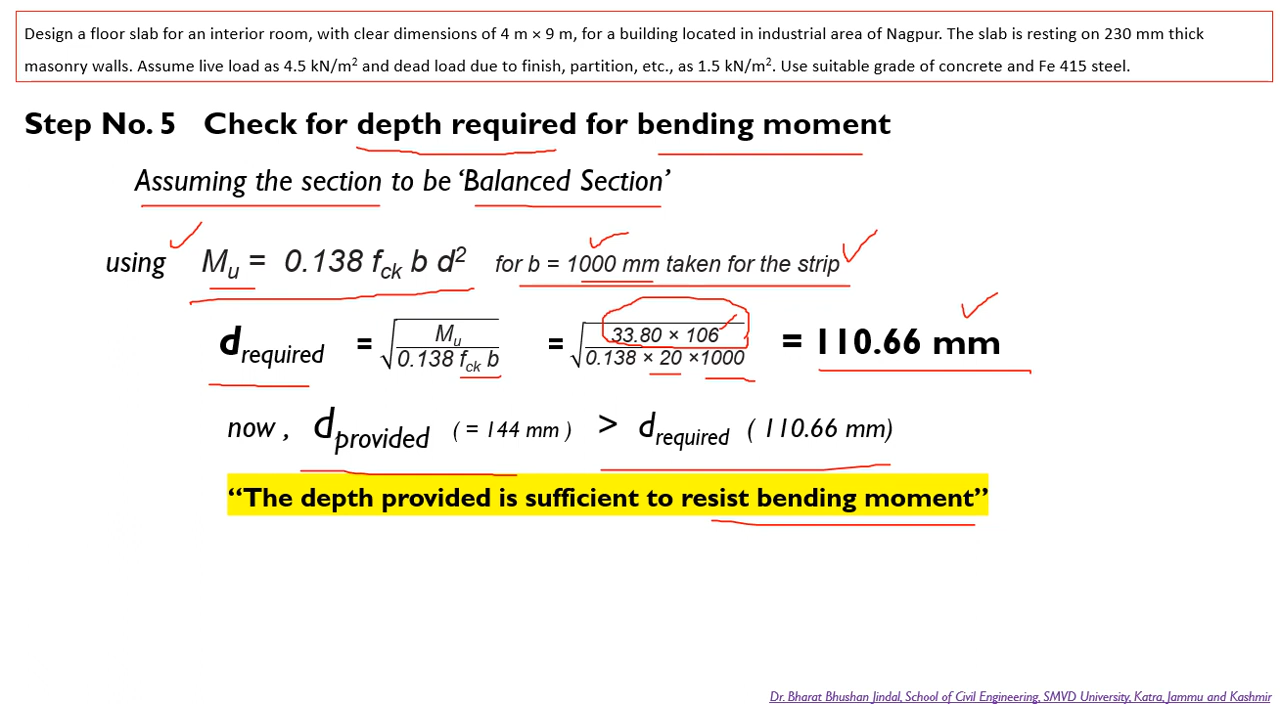 Design a floor slab for an interior room, with clear dimensions of 4 m × 9 m, for a building located in industrial area of Nagpur. The slab is resting on 230 mm thick
masonry walls. Assume live load as 4.5 kN/m² and dead load due to finish, partition, etc., as 1.5 kN/m². Use suitable grade of concrete and Fe 415 steel.
Step No. 5 Check for depth required for bending moment
Assuming the section to be ‘Balanced Section’
using Mᵤ = 0.138 f_ck b d² for b = 1000 mm taken for the strip
d_required = √(Mᵤ / 0.138 f_ck b) = √(33.80 × 106 / 0.138 × 20 ×1000) = 110.66 mm
now , d_provided ( = 144 mm ) > d_required ( 110.66 mm)
“The depth provided is sufficient to resist bending moment”
Dr. Bharat Bhushan Jindal, School of Civil Engineering, SMVD University, Katra, Jammu and Kashmir